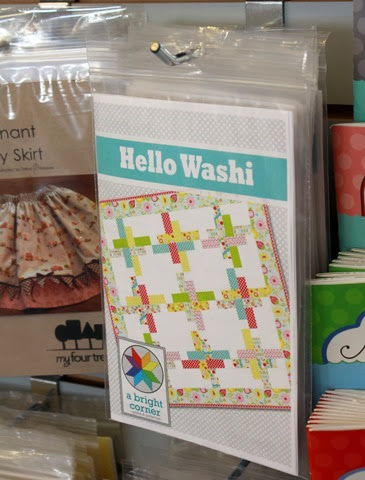 nant
y Skirt
Hello Washi
my four tre
a bright
corner